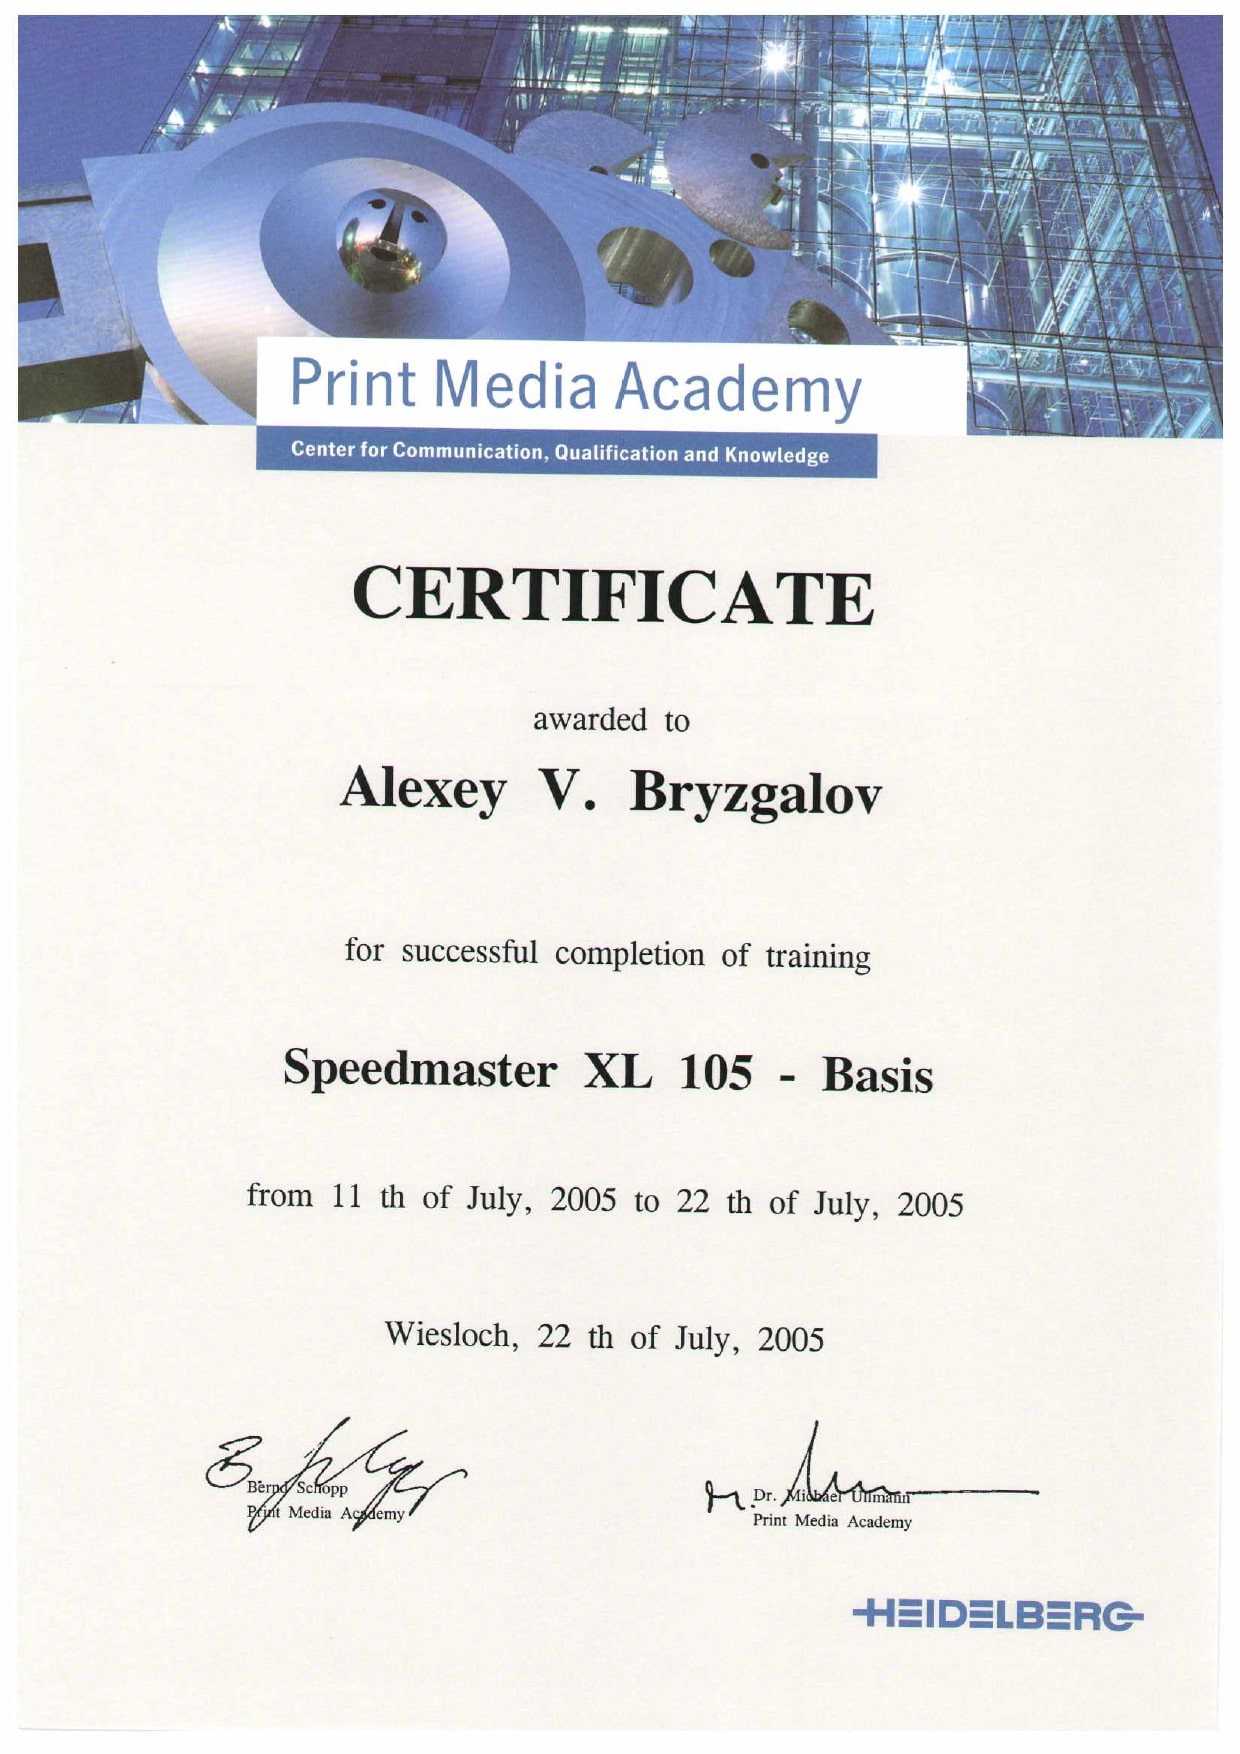 Print Media Academy
Center for Communication, Qualification and Knowledge
CERTIFICATE
awarded to
Alexey V. Bryzgalov
for successful completion of training
Speedmaster XL 105 - Basis
from 11 th of July, 2005 to 22 th of July, 2005
Wiesloch, 22 th of July, 2005
Bernd Schopp
Print Media Academy
Dr. Michael Ullmann
Print Media Academy
HEIDELBERG